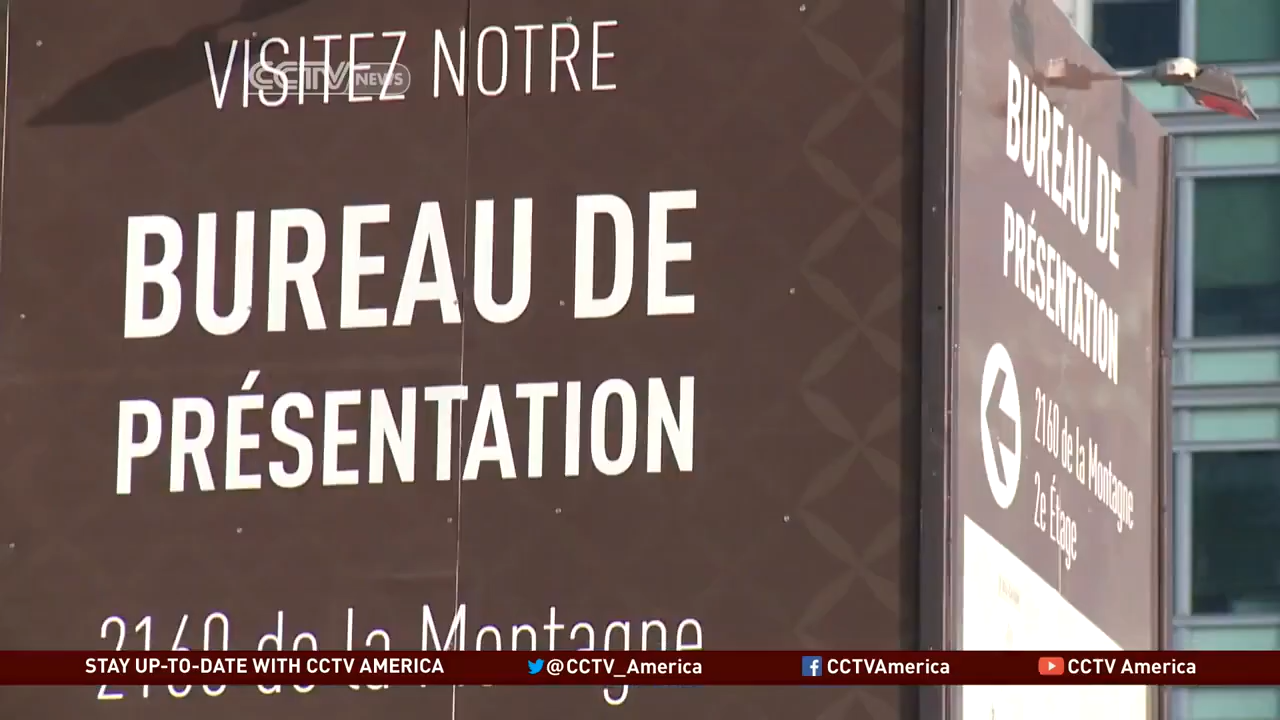 VISITEZ NOTRE
CCTV NEWS
BUREAU DE
PRÉSENTATION
2160 de la Montagne
BUREAU DE
PRÉSENTATION
2160 de la Montagne
2e Étage
STAY UP-TO-DATE WITH CCTV AMERICA
@CCTV_America
CCTVAmerica
CCTV America